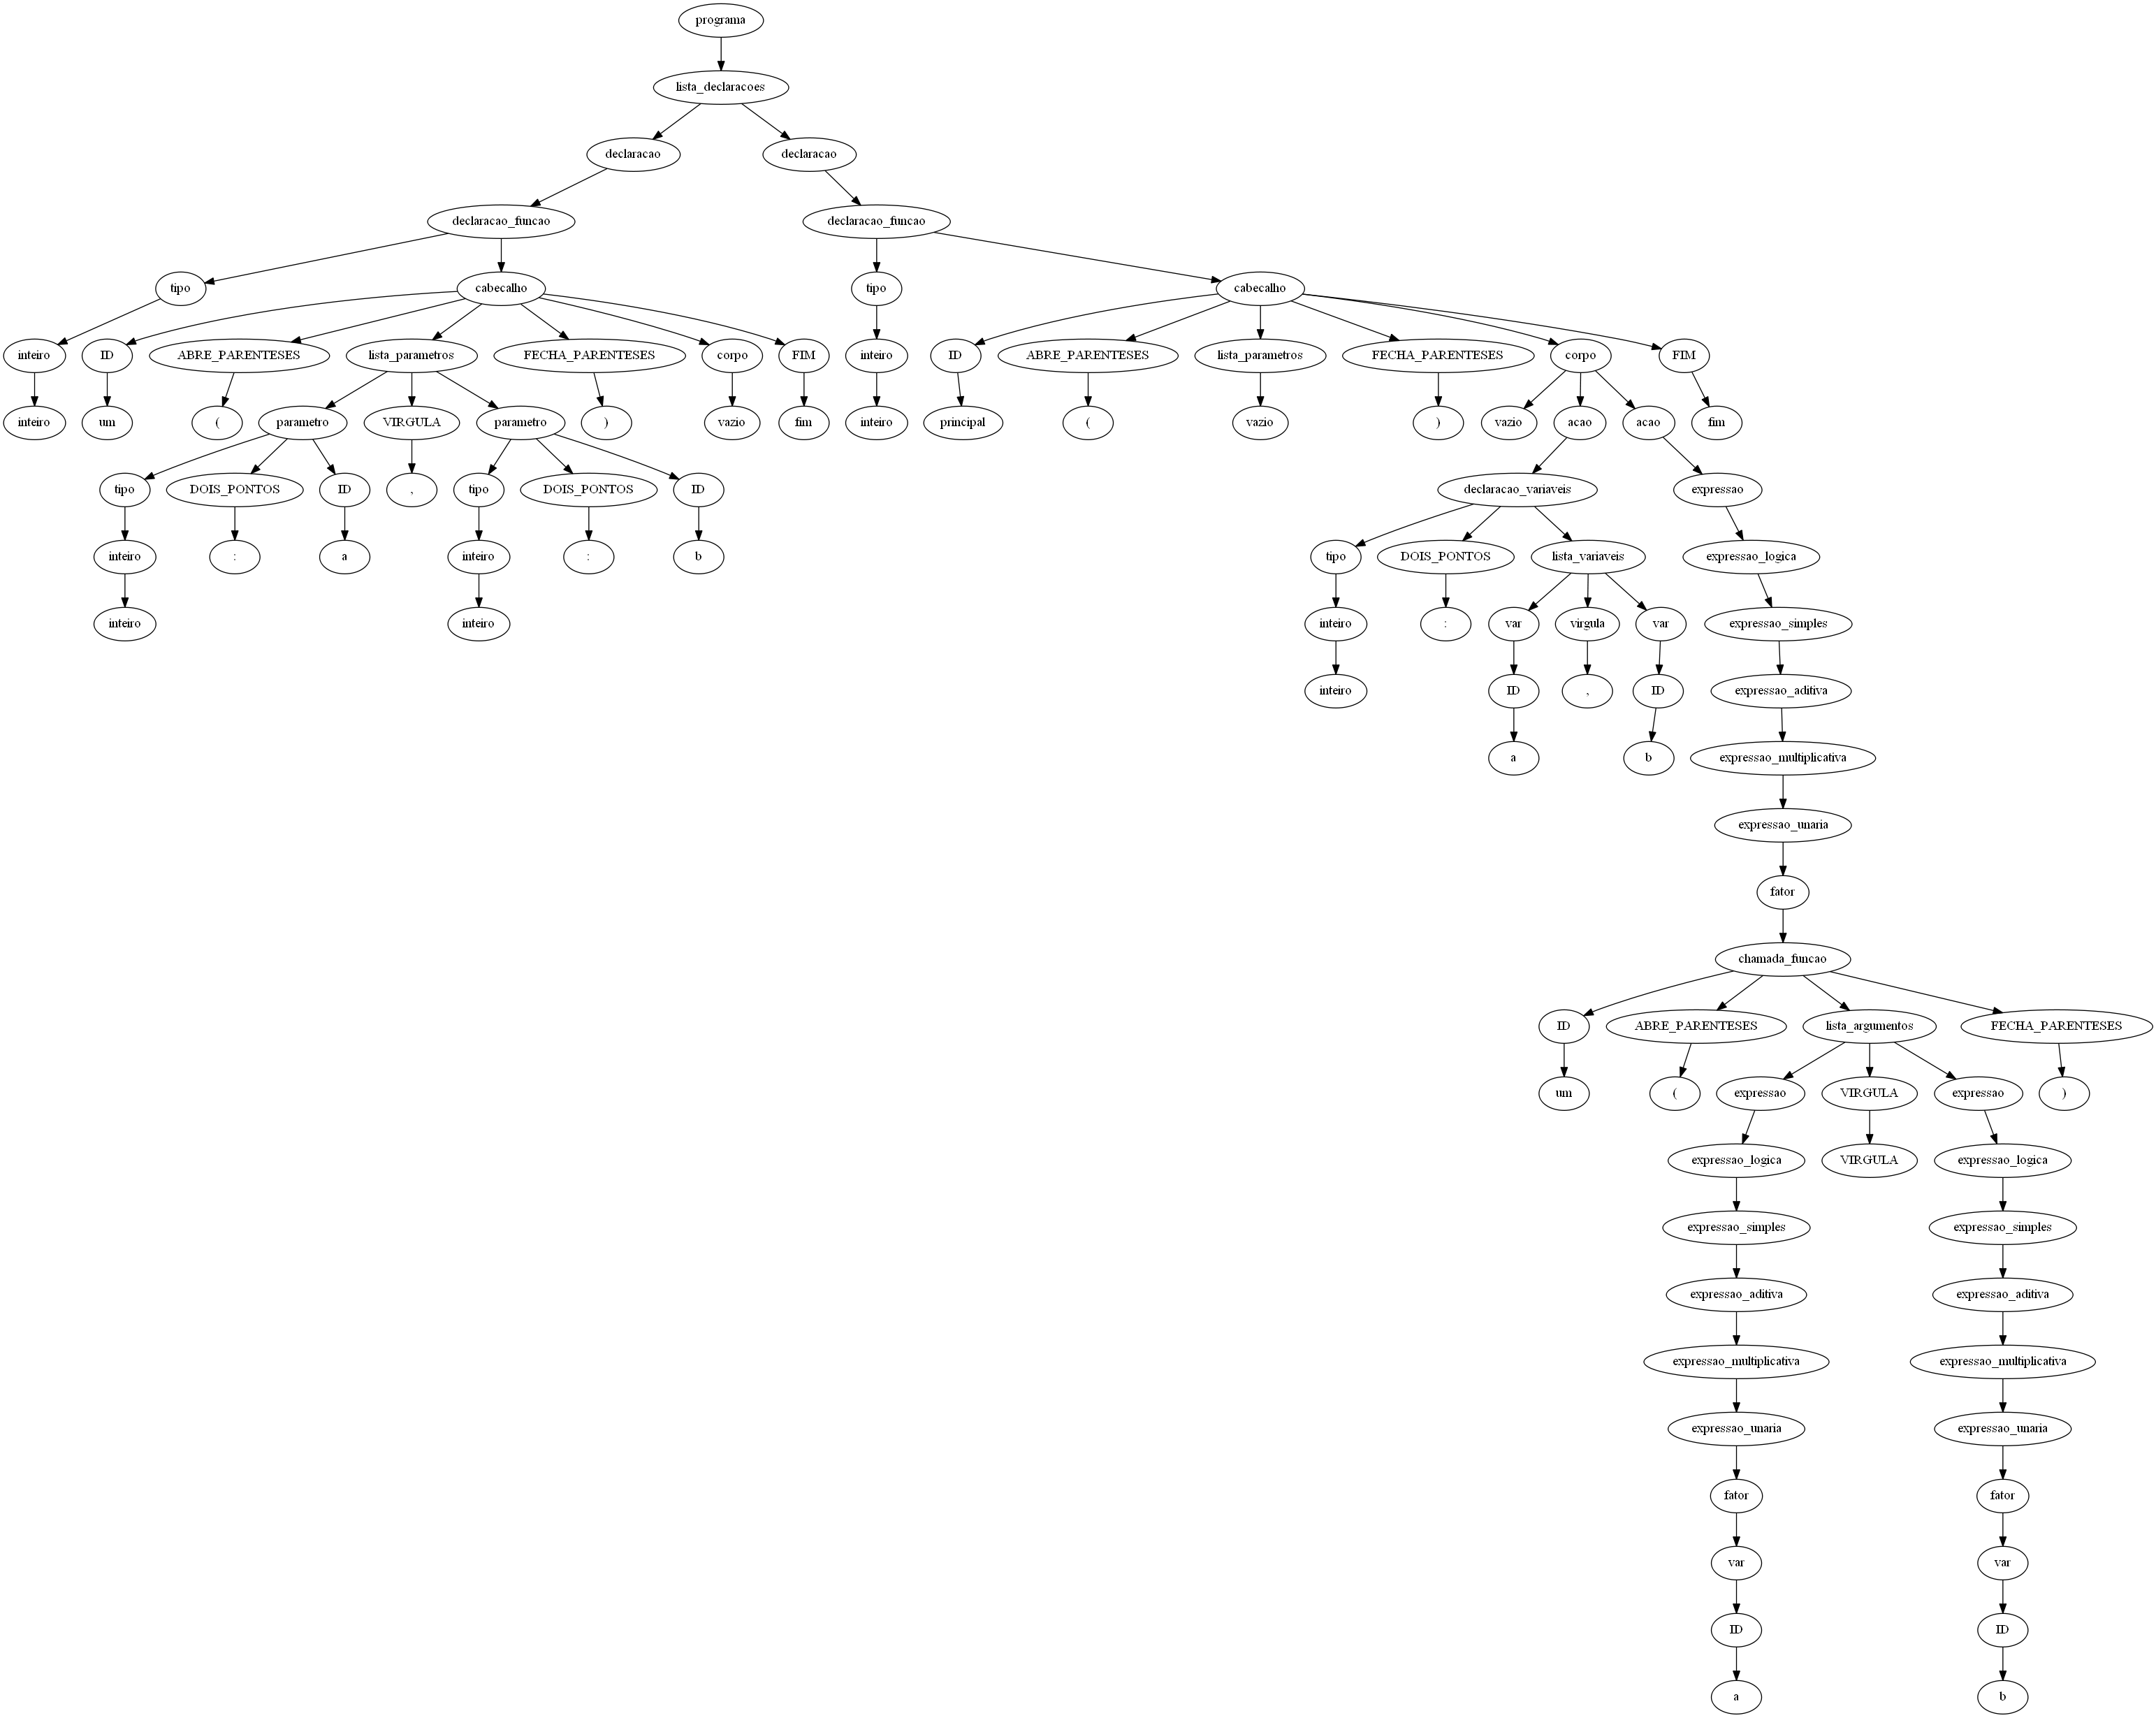 programa
lista_declaracoes
declaracao declaracao
declaracao_funcao declaracao_funcao
tipo cabecalho tipo cabecalho
inteiro ID ABRE_PARENTESES lista_parametros FECHA_PARENTESES corpo FIM inteiro ID ABRE_PARENTESES lista_parametros FECHA_PARENTESES corpo FIM
inteiro um ( parametro VIRGULA parametro ) vazio fim inteiro principal ( vazio ) vazio acao acao fim
tipo DOIS_PONTOS ID , tipo DOIS_PONTOS ID declaracao_variaveis expressao
inteiro : a inteiro : b tipo DOIS_PONTOS lista_variaveis expressao_logica
inteiro inteiro inteiro : var virgula var expressao_simples
inteiro ID , ID expressao_aditiva
a b expressao_multiplicativa
expressao_unaria
fator
chamada_funcao
ID ABRE_PARENTESES lista_argumentos FECHA_PARENTESES
um ( expressao VIRGULA expressao )
expressao_logica VIRGULA expressao_logica
expressao_simples expressao_simples
expressao_aditiva expressao_aditiva
expressao_multiplicativa expressao_multiplicativa
expressao_unaria expressao_unaria
fator fator
var var
ID ID
a b